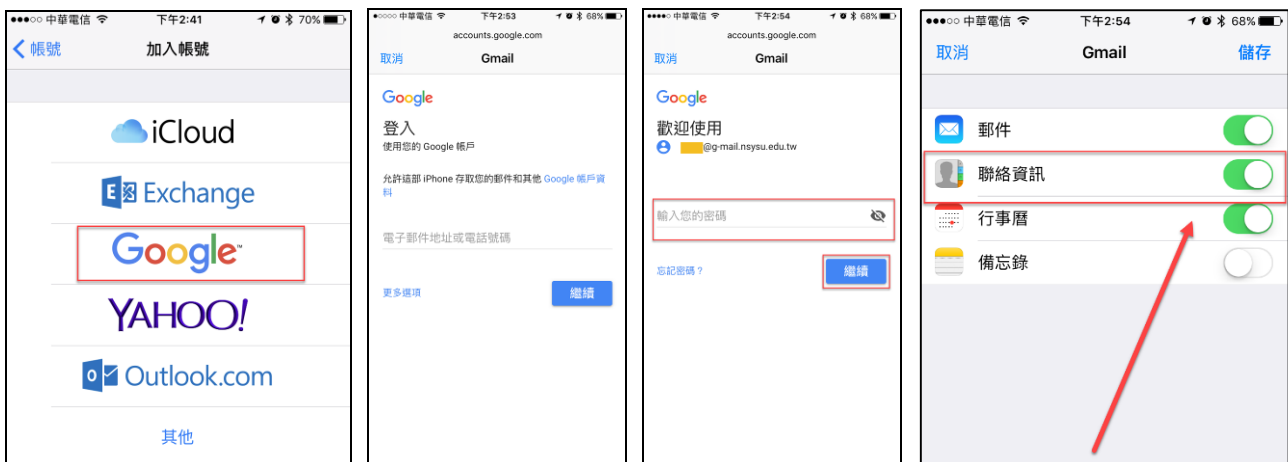 中華電信 下午2:41 70%
帳號 加入帳號
iCloud
Exchange
Google™
YAHOO!
Outlook.com
其他
中華電信 下午2:53 68%
accounts.google.com
取消 Gmail
Google
登入
使用您的 Google 帳戶
允許這部 iPhone 存取您的郵件和其他 Google 帳戶資
料
電子郵件地址或電話號碼
更多選項 繼續
中華電信 下午2:54 68%
accounts.google.com
取消 Gmail
Google
歡迎使用
@g-mail.nsysu.edu.tw
輸入您的密碼
忘記密碼？ 繼續
中華電信 下午2:54 68%
取消 Gmail 儲存
郵件
聯絡資訊
行事曆
備忘錄